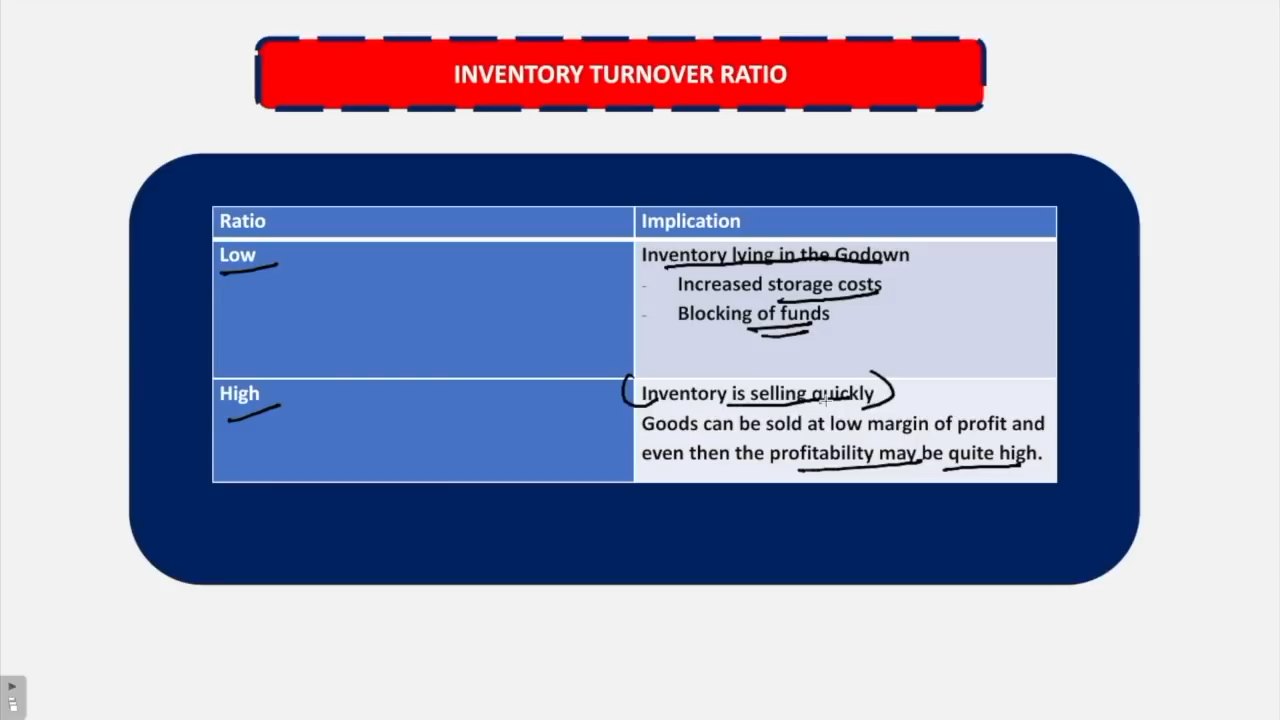 INVENTORY TURNOVER RATIO
Ratio
Implication
Low
Inventory lying in the Godown
- Increased storage costs
- Blocking of funds
High
Inventory is selling quickly
Goods can be sold at low margin of profit and
even then the profitability may be quite high.